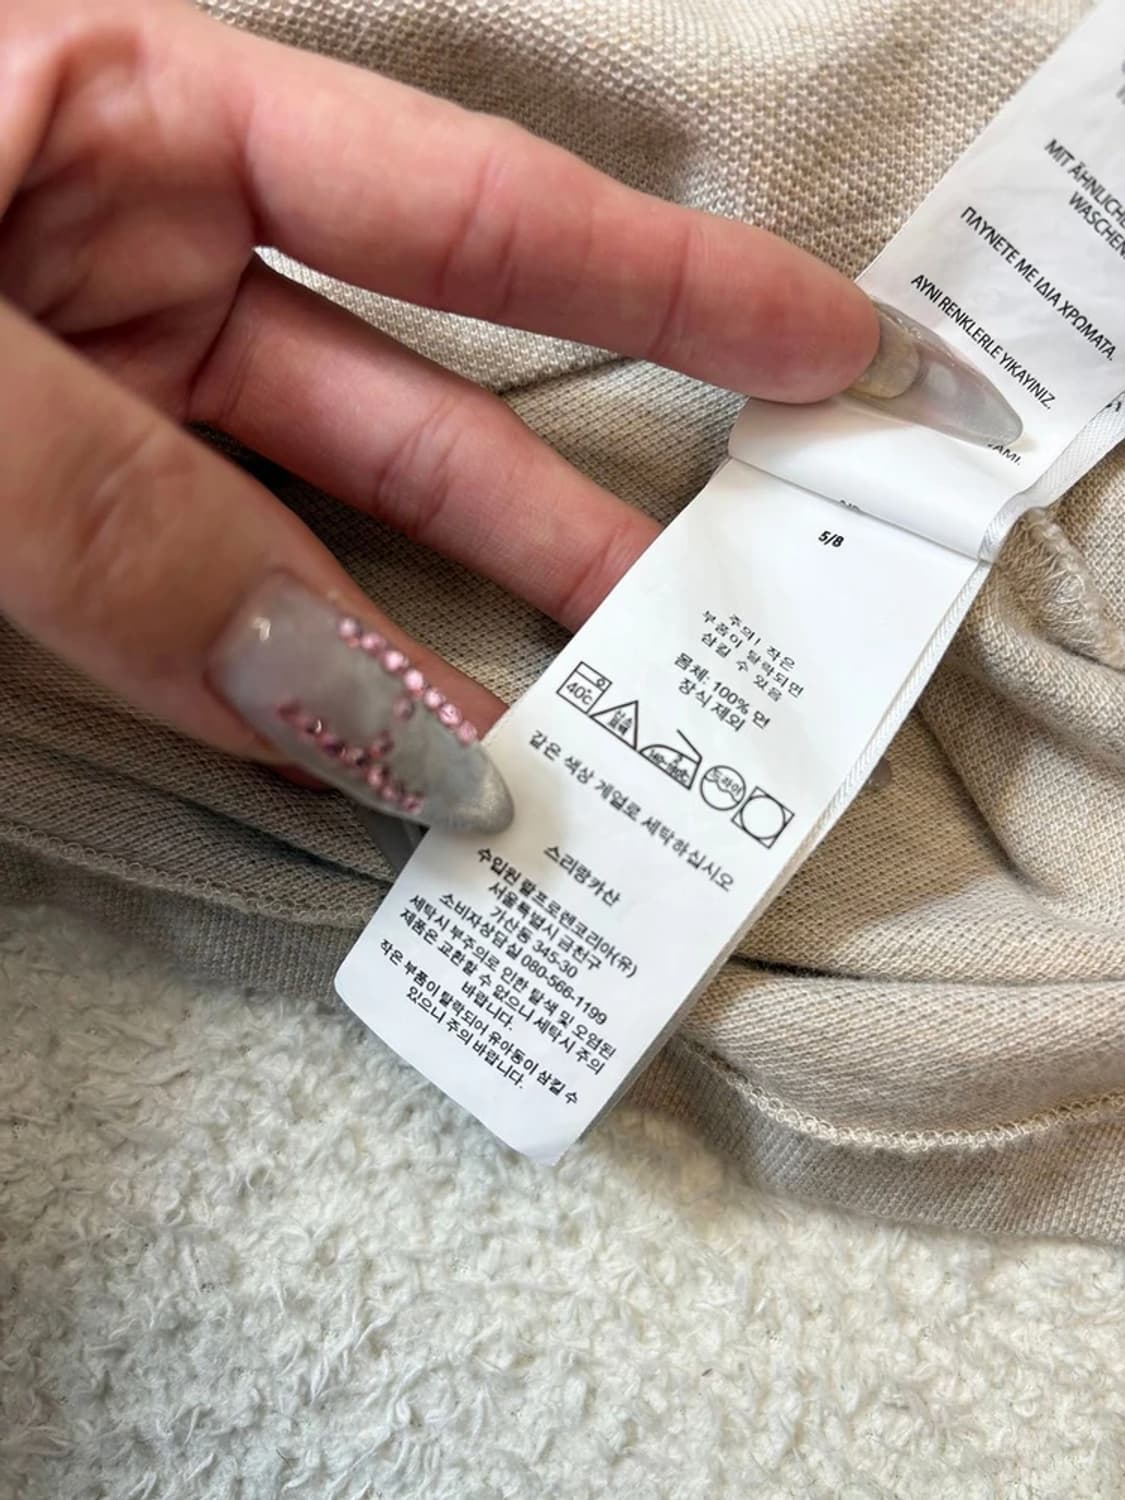 MIT ÄHNLICHE
WASCHEN
ΠΛΥΝΕΤΕ ΜΕ ΙΔΙΑ ΧΡΩΜΑΤΑ.
AYNI RENKLERLE YIKAYINIZ.
5/8
주의! 작은
부품이 탈락되면
삼킬 수 있음
몸체: 100% 면
장식 제외
40℃
드라이
같은 색상 계열로 세탁하십시오
스리랑카산
수입원 랄프로렌코리아(유)
서울특별시 금천구
가산동 345-30
소비자상담실 080-566-1199
세탁시 부주의로 인한 탈색 및 오염된
제품은 교환할 수 없으니 세탁시 주의
바랍니다.
작은 부품이 탈락되어 유아동이 삼킬 수
있으니 주의 바랍니다.